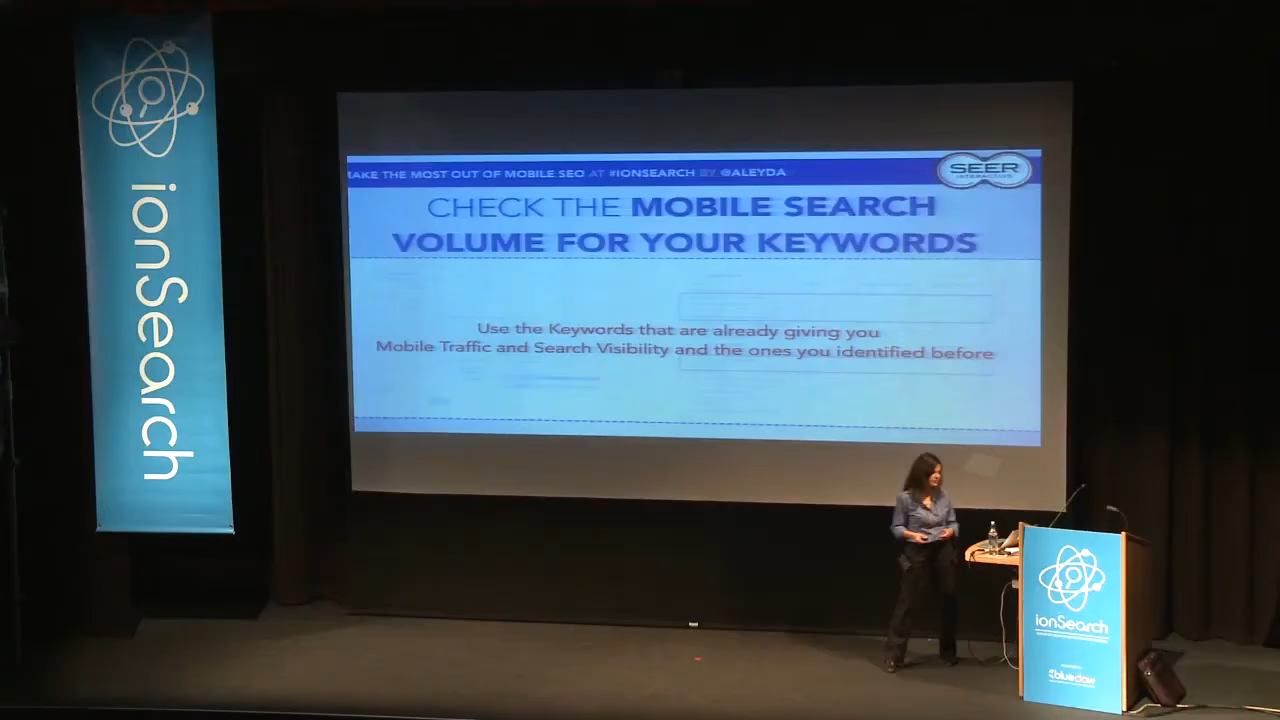 ionSearch
MAKE THE MOST OUT OF MOBILE SEO AT #IONSEARCH BY @ALEYDA
SEER
INTERACTIVE
CHECK THE MOBILE SEARCH
VOLUME FOR YOUR KEYWORDS
Use the Keywords that are already giving you
Mobile Traffic and Search Visibility and the ones you identified before
ionSearch